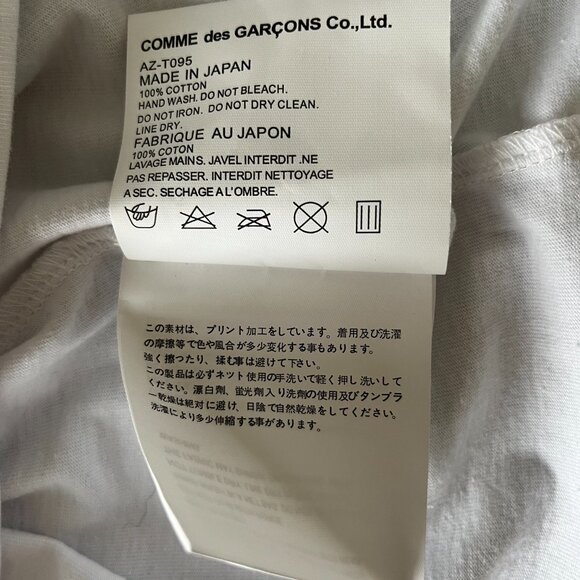 COMME des GARÇONS Co.,Ltd.
AZ-T095
MADE IN JAPAN
100% COTTON
HAND WASH. DO NOT BLEACH.
DO NOT IRON. DO NOT DRY CLEAN.
LINE DRY.
FABRIQUE AU JAPON
100% COTON
LAVAGE MAINS. JAVEL INTERDIT .NE
PAS REPASSER. INTERDIT NETTOYAGE
A SEC. SECHAGE A L'OMBRE.
この素材は、プリント加工をしています。着用及び洗濯
の摩擦等で色や風合が多少変化する事もあります。
強く擦つたり、揉む事は避けて下さい。
この製品は必ずネット使用の手洗いで軽く押し洗いして
ください。漂白剤、蛍光剤入り洗剤の使用及びタンブラ
ー乾燥は絶対に避け、日陰で自然乾燥をしてください。
洗濯により多少伸縮する事があります。